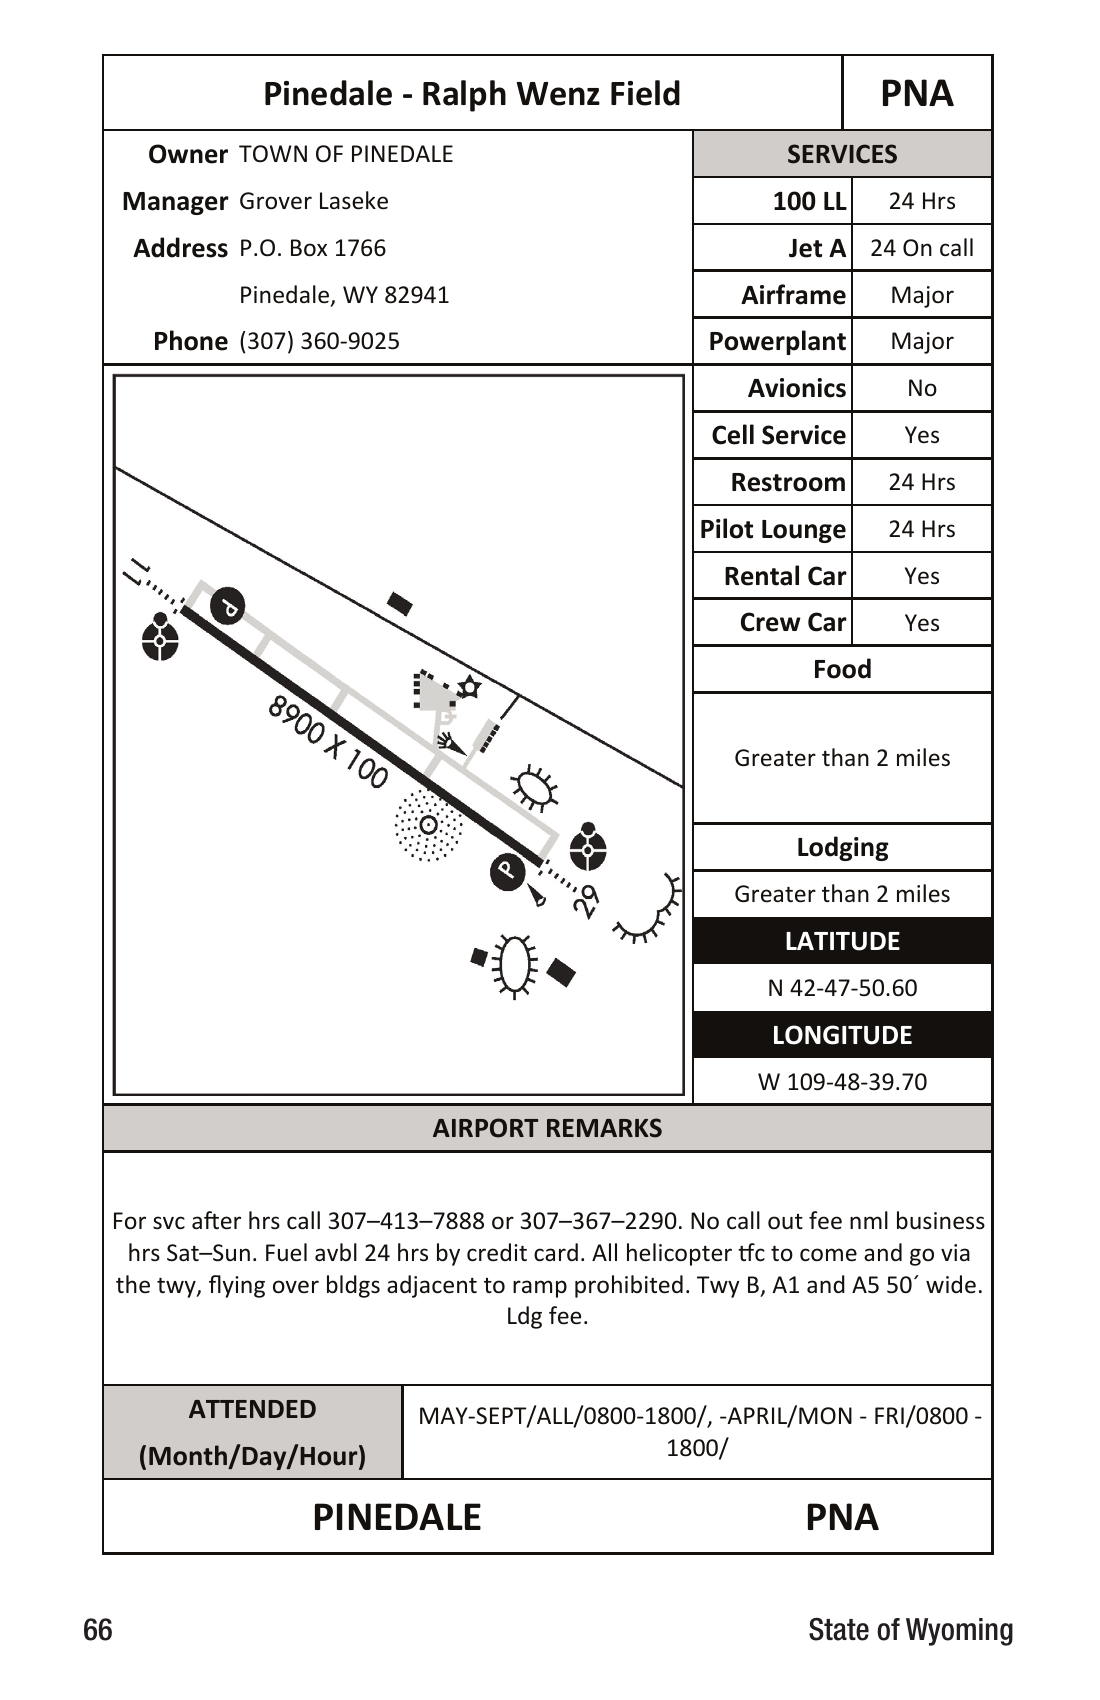 Pinedale - Ralph Wenz Field
PNA
Owner TOWN OF PINEDALE
Manager Grover Laseke
Address P.O. Box 1766
Pinedale, WY 82941
Phone (307) 360-9025
SERVICES
100 LL 24 Hrs
Jet A 24 On call
Airframe Major
Powerplant Major
Avionics No
Cell Service Yes
Restroom 24 Hrs
Pilot Lounge 24 Hrs
Rental Car Yes
Crew Car Yes
Food
Greater than 2 miles
Lodging
Greater than 2 miles
LATITUDE
N 42-47-50.60
LONGITUDE
W 109-48-39.70
11
P
8900 X 100
P
29
AIRPORT REMARKS
For svc after hrs call 307–413–7888 or 307–367–2290. No call out fee nml business
hrs Sat–Sun. Fuel avbl 24 hrs by credit card. All helicopter tfc to come and go via
the twy, flying over bldgs adjacent to ramp prohibited. Twy B, A1 and A5 50´ wide.
Ldg fee.
ATTENDED
(Month/Day/Hour)
MAY-SEPT/ALL/0800-1800/, -APRIL/MON - FRI/0800 -
1800/
PINEDALE PNA
66
State of Wyoming